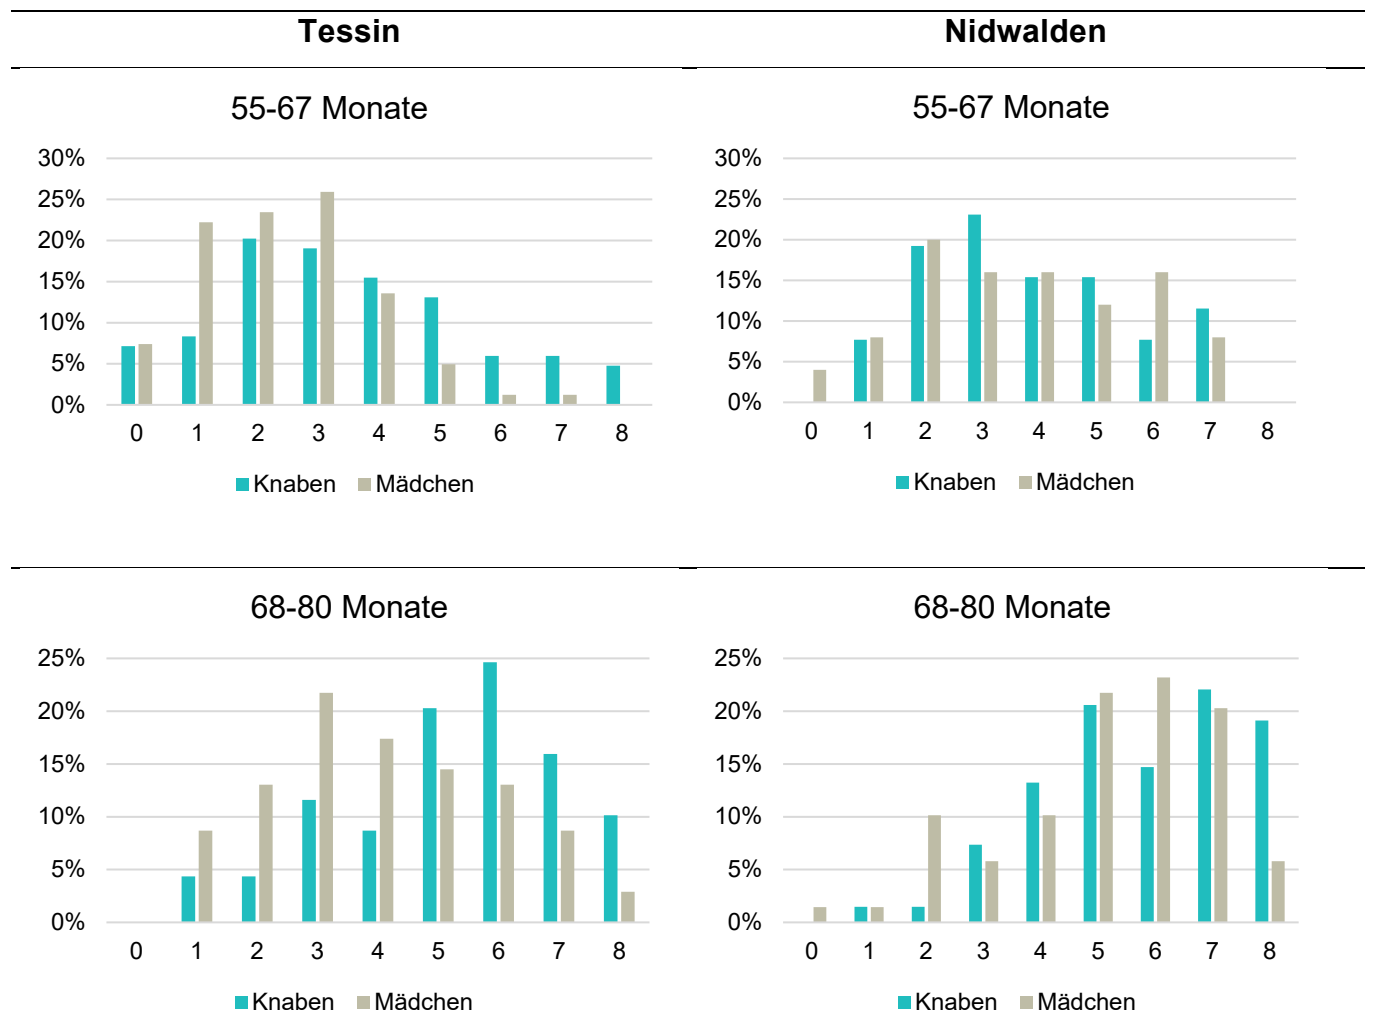 Tessin
Nidwalden
55-67 Monate
30%
25%
20%
15%
10%
5%
0%
0 1 2 3 4 5 6 7 8
Knaben Mädchen
55-67 Monate
30%
25%
20%
15%
10%
5%
0%
0 1 2 3 4 5 6 7 8
Knaben Mädchen
68-80 Monate
25%
20%
15%
10%
5%
0%
0 1 2 3 4 5 6 7 8
Knaben Mädchen
68-80 Monate
25%
20%
15%
10%
5%
0%
0 1 2 3 4 5 6 7 8
Knaben Mädchen